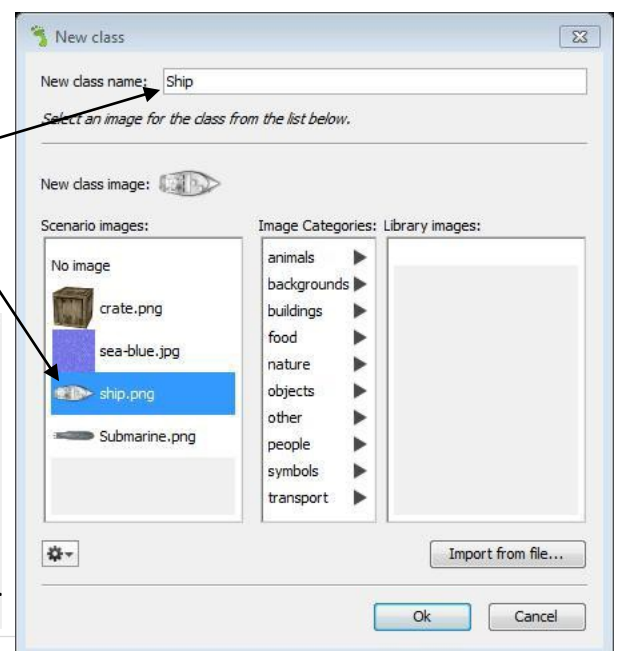 New class
New class name: Ship
Select an image for the class from the list below.
New class image:
Scenario images:
No image
crate.png
sea-blue.jpg
ship.png
Submarine.png
Image Categories:
animals
backgrounds
buildings
food
nature
objects
other
people
symbols
transport
Library images:
Import from file...
Ok
Cancel